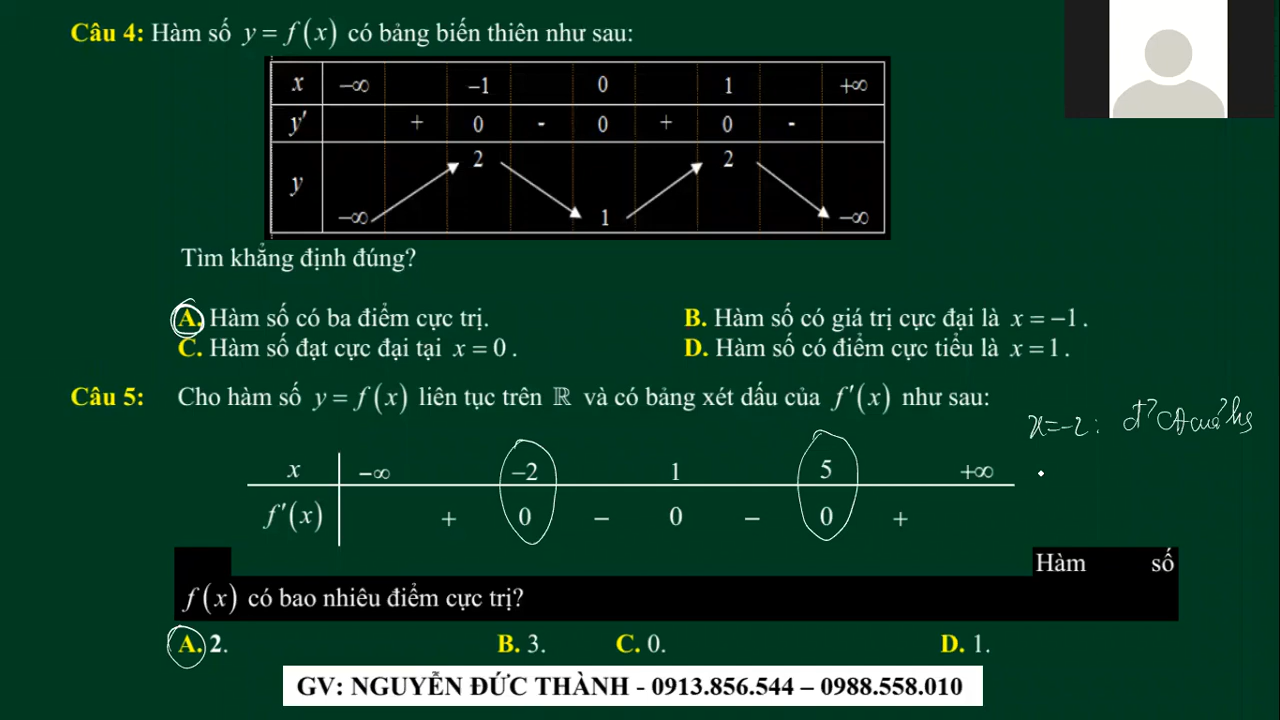 Câu 4: Hàm số y = f(x) có bảng biến thiên như sau:
x −∞ −1 0 1 +∞
y' + 0 - 0 + 0 -
2 2
y
−∞ 1 −∞
Tìm khẳng định đúng?
A. Hàm số có ba điểm cực trị. B. Hàm số có giá trị cực đại là x = −1.
C. Hàm số đạt cực đại tại x = 0. D. Hàm số có điểm cực tiểu là x = 1.
Câu 5: Cho hàm số y = f(x) liên tục trên ℝ và có bảng xét dấu của f'(x) như sau:
x = -2:
x −∞ −2 1 5 +∞
f'(x) + 0 − 0 − 0 +
Hàm số
f(x) có bao nhiêu điểm cực trị?
A. 2. B. 3. C. 0. D. 1.
GV: NGUYỄN ĐỨC THÀNH - 0913.856.544 – 0988.558.010